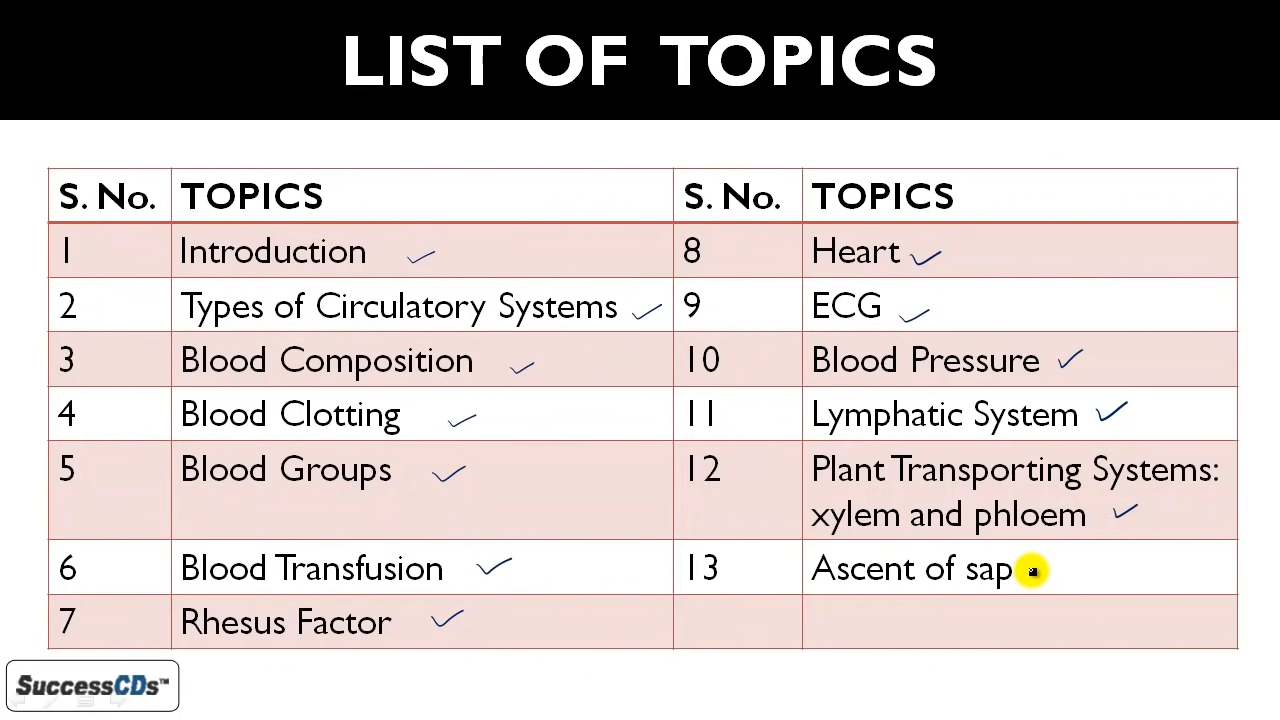 LIST OF TOPICS
S. No. TOPICS S. No. TOPICS
1 Introduction 8 Heart
2 Types of Circulatory Systems 9 ECG
3 Blood Composition 10 Blood Pressure
4 Blood Clotting 11 Lymphatic System
5 Blood Groups 12 Plant Transporting Systems:
xylem and phloem
6 Blood Transfusion 13 Ascent of sap
7 Rhesus Factor
SuccessCDs™